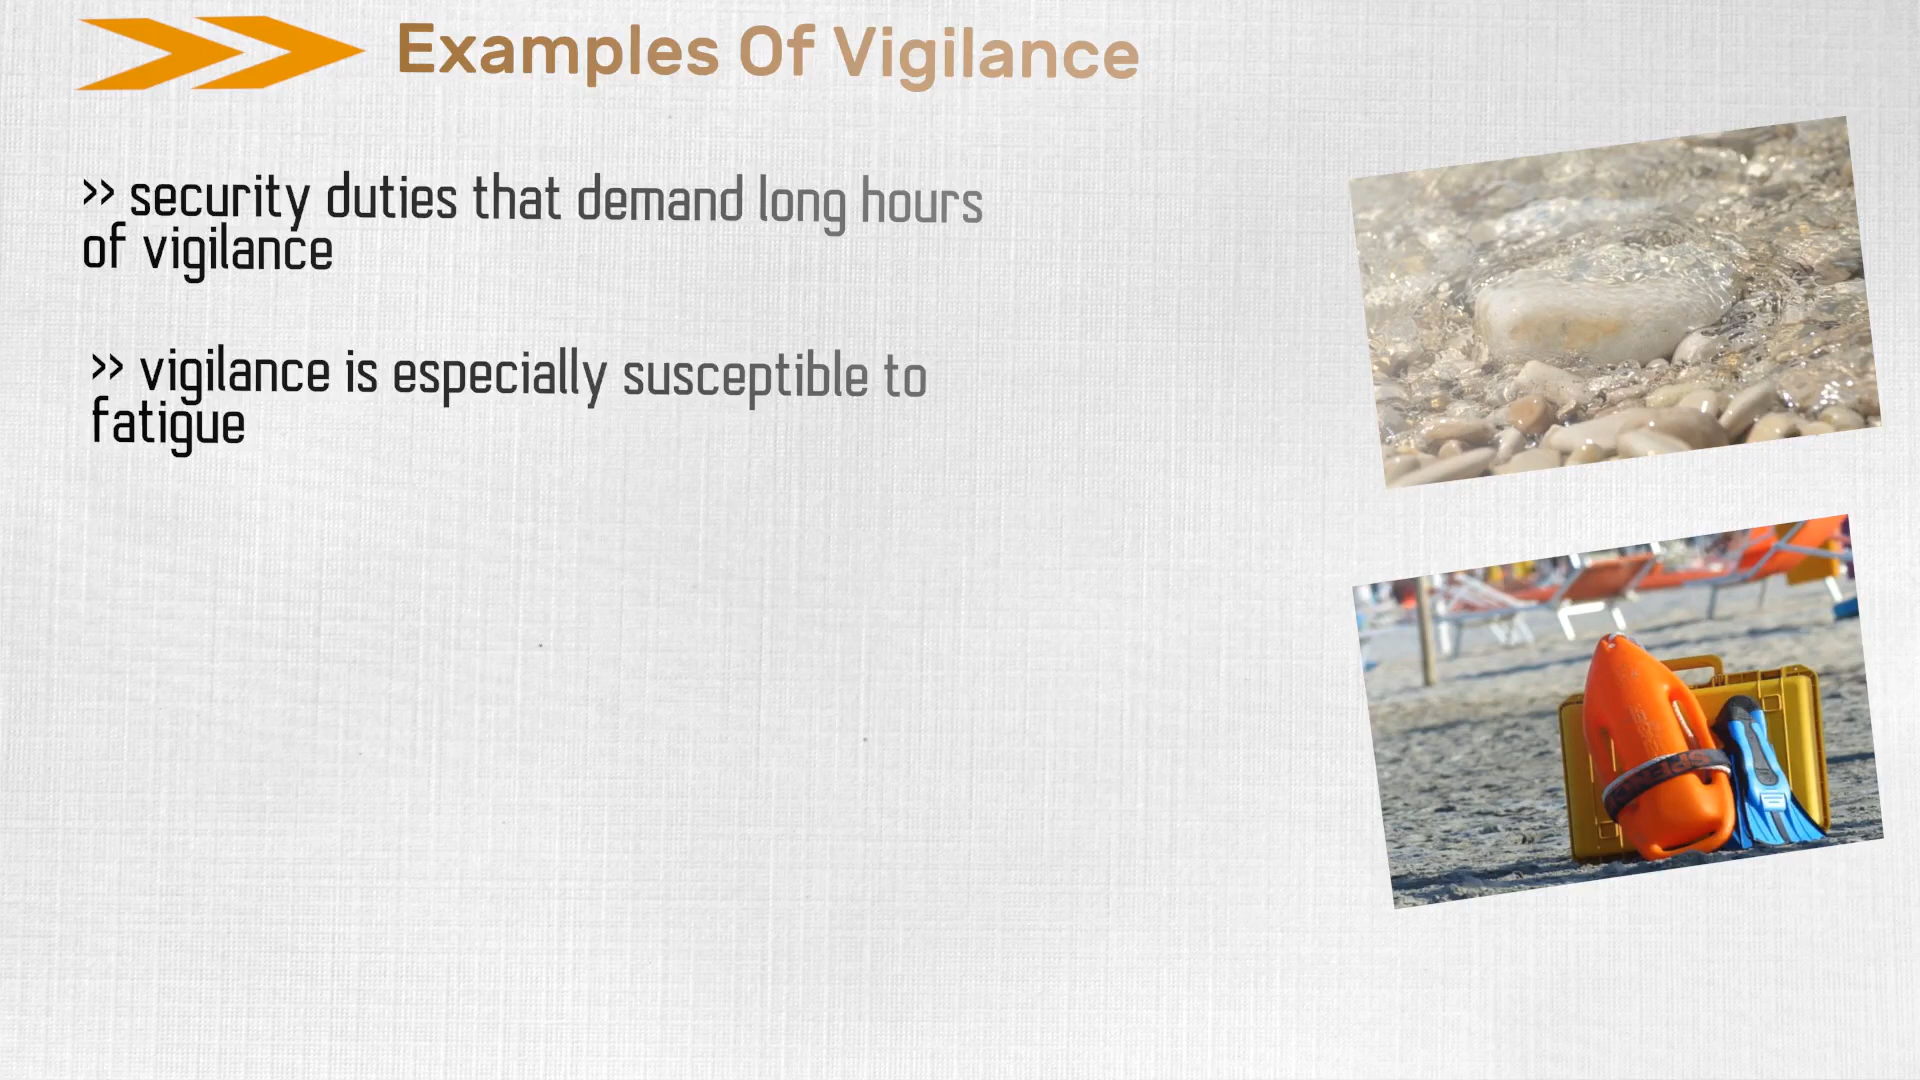 Examples Of Vigilance
>> security duties that demand long hours
of vigilance
>> vigilance is especially susceptible to
fatigue